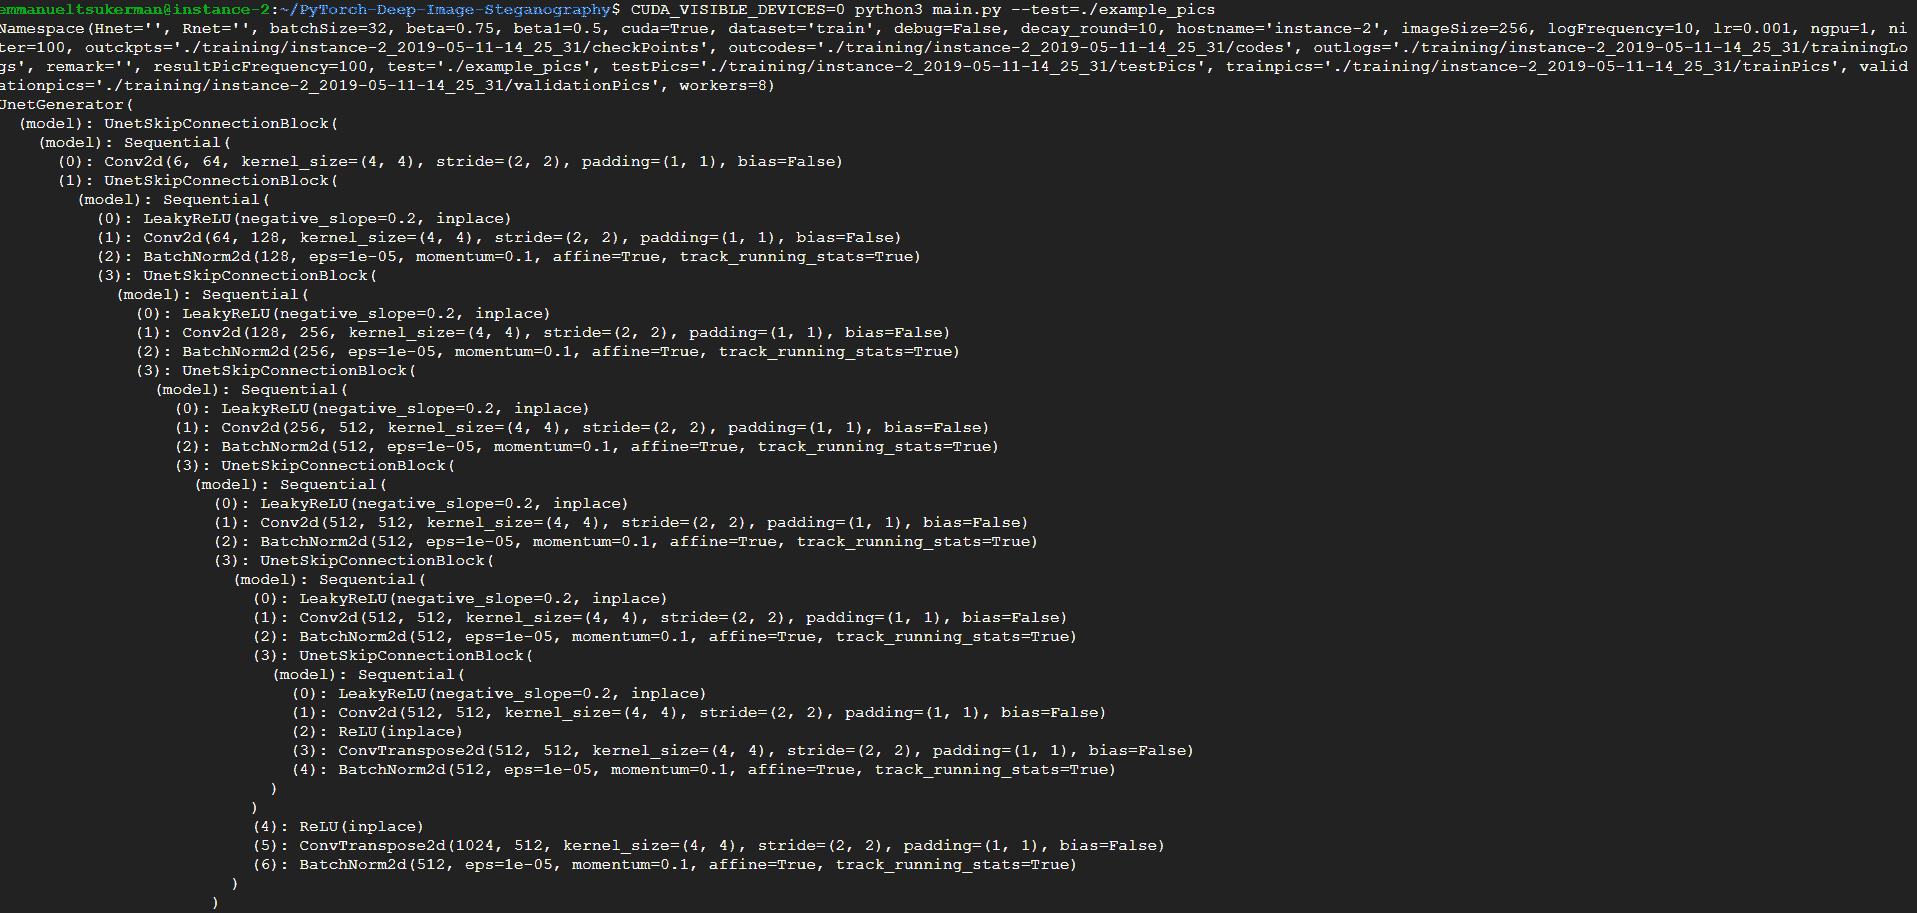 emmanueltsukerman@instance-2:~/PyTorch-Deep-Image-Steganography$ CUDA_VISIBLE_DEVICES=0 python3 main.py --test=./example_pics
Namespace(Hnet='', Rnet='', batchSize=32, beta=0.75, beta1=0.5, cuda=True, dataset='train', debug=False, decay_round=10, hostname='instance-2', imageSize=256, logFrequency=10, lr=0.001, ngpu=1, ni
ter=100, outckpts='./training/instance-2_2019-05-11-14_25_31/checkPoints', outcodes='./training/instance-2_2019-05-11-14_25_31/codes', outlogs='./training/instance-2_2019-05-11-14_25_31/trainingLo
gs', remark='', resultPicFrequency=100, test='./example_pics', testPics='./training/instance-2_2019-05-11-14_25_31/testPics', trainpics='./training/instance-2_2019-05-11-14_25_31/trainPics', valid
ationpics='./training/instance-2_2019-05-11-14_25_31/validationPics', workers=8)
UnetGenerator(
  (model): UnetSkipConnectionBlock(
    (model): Sequential(
      (0): Conv2d(6, 64, kernel_size=(4, 4), stride=(2, 2), padding=(1, 1), bias=False)
      (1): UnetSkipConnectionBlock(
        (model): Sequential(
          (0): LeakyReLU(negative_slope=0.2, inplace)
          (1): Conv2d(64, 128, kernel_size=(4, 4), stride=(2, 2), padding=(1, 1), bias=False)
          (2): BatchNorm2d(128, eps=1e-05, momentum=0.1, affine=True, track_running_stats=True)
          (3): UnetSkipConnectionBlock(
            (model): Sequential(
              (0): LeakyReLU(negative_slope=0.2, inplace)
              (1): Conv2d(128, 256, kernel_size=(4, 4), stride=(2, 2), padding=(1, 1), bias=False)
              (2): BatchNorm2d(256, eps=1e-05, momentum=0.1, affine=True, track_running_stats=True)
              (3): UnetSkipConnectionBlock(
                (model): Sequential(
                  (0): LeakyReLU(negative_slope=0.2, inplace)
                  (1): Conv2d(256, 512, kernel_size=(4, 4), stride=(2, 2), padding=(1, 1), bias=False)
                  (2): BatchNorm2d(512, eps=1e-05, momentum=0.1, affine=True, track_running_stats=True)
                  (3): UnetSkipConnectionBlock(
                    (model): Sequential(
                      (0): LeakyReLU(negative_slope=0.2, inplace)
                      (1): Conv2d(512, 512, kernel_size=(4, 4), stride=(2, 2), padding=(1, 1), bias=False)
                      (2): BatchNorm2d(512, eps=1e-05, momentum=0.1, affine=True, track_running_stats=True)
                      (3): UnetSkipConnectionBlock(
                        (model): Sequential(
                          (0): LeakyReLU(negative_slope=0.2, inplace)
                          (1): Conv2d(512, 512, kernel_size=(4, 4), stride=(2, 2), padding=(1, 1), bias=False)
                          (2): BatchNorm2d(512, eps=1e-05, momentum=0.1, affine=True, track_running_stats=True)
                          (3): UnetSkipConnectionBlock(
                            (model): Sequential(
                              (0): LeakyReLU(negative_slope=0.2, inplace)
                              (1): Conv2d(512, 512, kernel_size=(4, 4), stride=(2, 2), padding=(1, 1), bias=False)
                              (2): ReLU(inplace)
                              (3): ConvTranspose2d(512, 512, kernel_size=(4, 4), stride=(2, 2), padding=(1, 1), bias=False)
                              (4): BatchNorm2d(512, eps=1e-05, momentum=0.1, affine=True, track_running_stats=True)
                            )
                          )
                          (4): ReLU(inplace)
                          (5): ConvTranspose2d(1024, 512, kernel_size=(4, 4), stride=(2, 2), padding=(1, 1), bias=False)
                          (6): BatchNorm2d(512, eps=1e-05, momentum=0.1, affine=True, track_running_stats=True)
                        )
                      )